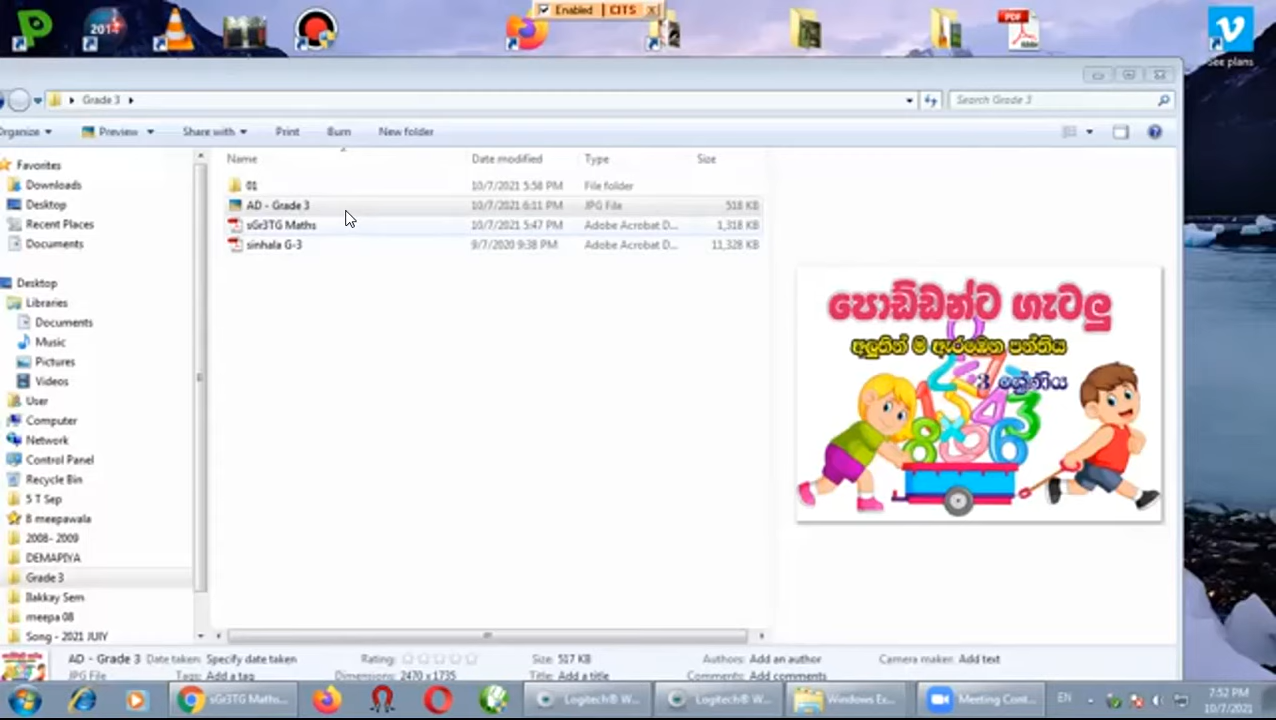 Enabled | CITS
2014
PDF
Adobe
See plans
Grade 3
Search Grade 3
Organize
Preview
Share with
Print
Burn
New folder
Name
Date modified
Type
Size
Favorites
Downloads
Desktop
Recent Places
Documents
Desktop
Libraries
Documents
Music
Pictures
Videos
User
Computer
Network
Control Panel
Recycle Bin
5 T Sep
8 meepawala
2008- 2009
DEMAPIYA
Grade 3
Bakkay Sem
meepa 08
Song - 2021 JUlY
01 10/7/2021 5:58 PM File folder
AD - Grade 3 10/7/2021 6:11 PM JPG File 518 KB
sGr3TG Maths 10/7/2021 5:47 PM Adobe Acrobat D... 1,318 KB
sinhala G-3 9/7/2020 9:38 PM Adobe Acrobat D... 11,328 KB
පොඩ්ඩන්ට ගැටලු
අලුතින් ම ඇරඹෙන පන්තිය
3 ශ්‍රේණිය
AD - Grade 3 Date taken: Specify date taken Rating: Size: 517 KB Authors: Add an author Camera maker: Add text
JPG File Tags: Add a tag Dimensions: 2470 x 1735 Title: Add a title Comments: Add comments
sGr3TG Maths...
Logitech® W...
Logitech® W...
Windows Ex...
Meeting Cont...
EN
7:52 PM
10/7/2021